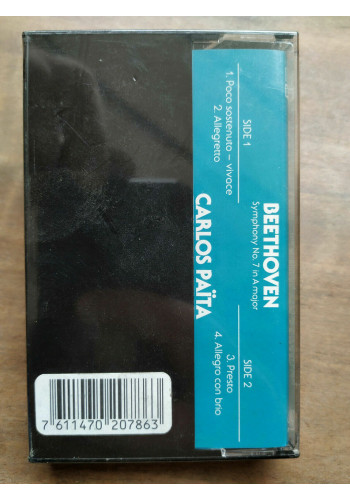 BEETHOVEN
Symphony No. 7 in A major
SIDE 1
1. Poco sostenuto – vivace
2. Allegretto
SIDE 2
3. Presto
4. Allegro con brio
CARLOS PAÏTA
7 611470 207863